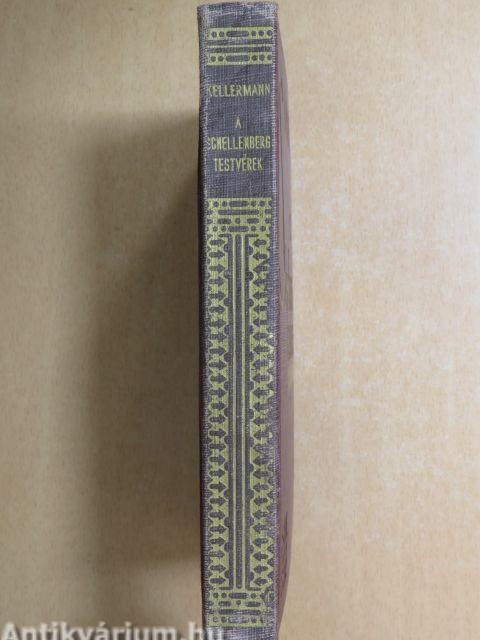 KELLERMANN
A
SCHELLENBERG
TESTVÉREK
Antikvárium.hu